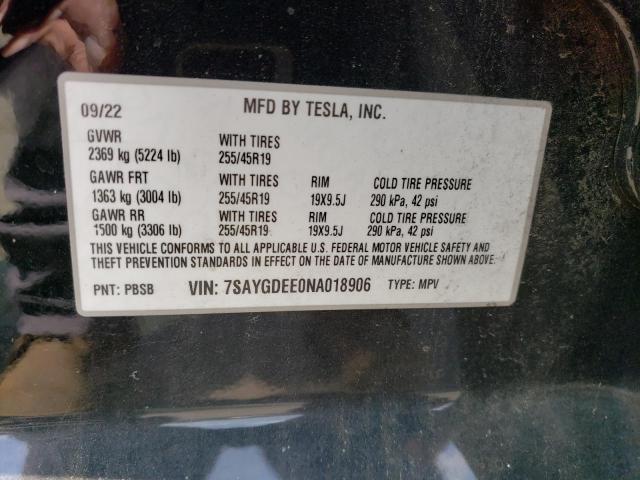 09/22 MFD BY TESLA, INC.
GVWR WITH TIRES
2369 kg (5224 lb) 255/45R19
GAWR FRT WITH TIRES RIM COLD TIRE PRESSURE
1363 kg (3004 lb) 255/45R19 19X9.5J 290 kPa, 42 psi
GAWR RR WITH TIRES RIM COLD TIRE PRESSURE
1500 kg (3306 lb) 255/45R19 19X9.5J 290 kPa, 42 psi
THIS VEHICLE CONFORMS TO ALL APPLICABLE U.S. FEDERAL MOTOR VEHICLE SAFETY AND
THEFT PREVENTION STANDARDS IN EFFECT ON THE DATE OF MANUFACTURE SHOWN ABOVE.
PNT: PBSB VIN: 7SAYGDEE0NA018906 TYPE: MPV